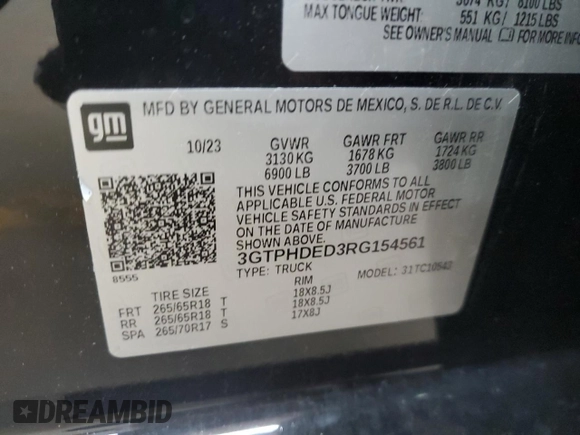 3674 KG / 8100 LBS
MAX TONGUE WEIGHT: 551 KG / 1215 LBS
SEE OWNER'S MANUAL FOR MORE INFO
gm
MFD BY GENERAL MOTORS DE MEXICO, S. DE R.L. DE C.V.
10/23 GVWR GAWR FRT GAWR RR
3130 KG 1678 KG 1724 KG
6900 LB 3700 LB 3800 LB
THIS VEHICLE CONFORMS TO ALL
APPLICABLE U.S. FEDERAL MOTOR
VEHICLE SAFETY STANDARDS IN EFFECT
ON THE DATE OF MANUFACTURE
SHOWN ABOVE.
3GTPHDED3RG154561
TYPE: TRUCK MODEL: 31TC10543
8555
TIRE SIZE RIM
FRT 265/65R18 T 18X8.5J
RR 265/65R18 T 18X8.5J
SPA 265/70R17 S 17X8J
DREAMBID